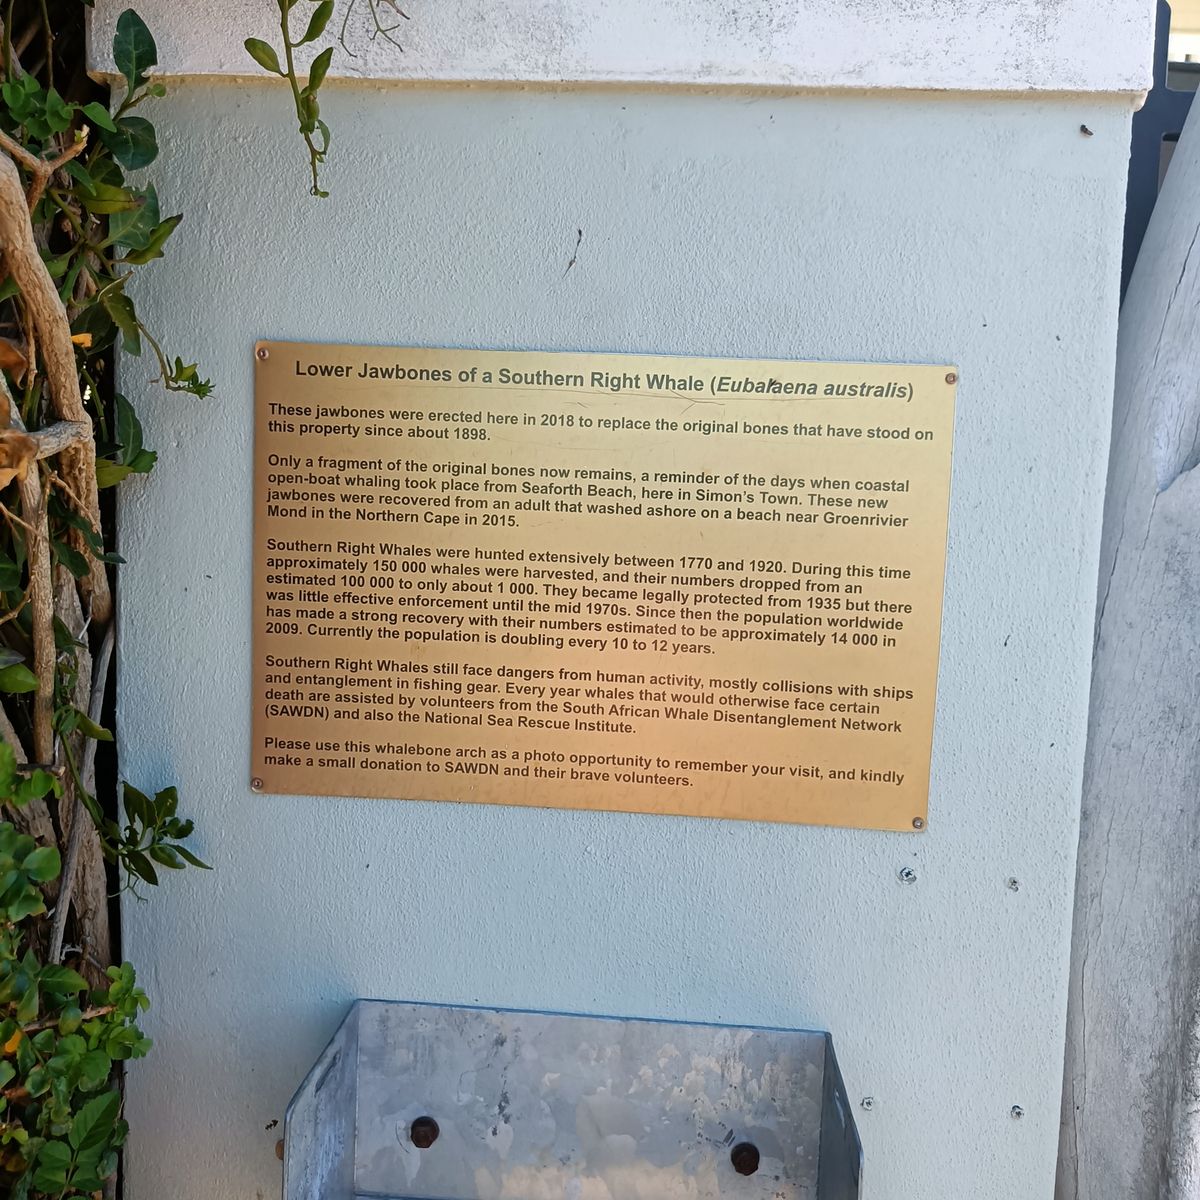 Lower Jawbones of a Southern Right Whale (Eubalaena australis)
These jawbones were erected here in 2018 to replace the original bones that have stood on
this property since about 1898.
Only a fragment of the original bones now remains, a reminder of the days when coastal
open-boat whaling took place from Seaforth Beach, here in Simon's Town. These new
jawbones were recovered from an adult that washed ashore on a beach near Groenrivier
Mond in the Northern Cape in 2015.
Southern Right Whales were hunted extensively between 1770 and 1920. During this time
approximately 150 000 whales were harvested, and their numbers dropped from an
estimated 100 000 to only about 1 000. They became legally protected from 1935 but there
was little effective enforcement until the mid 1970s. Since then the population worldwide
has made a strong recovery with their numbers estimated to be approximately 14 000 in
2009. Currently the population is doubling every 10 to 12 years.
Southern Right Whales still face dangers from human activity, mostly collisions with ships
and entanglement in fishing gear. Every year whales that would otherwise face certain
death are assisted by volunteers from the South African Whale Disentanglement Network
(SAWDN) and also the National Sea Rescue Institute.
Please use this whalebone arch as a photo opportunity to remember your visit, and kindly
make a small donation to SAWDN and their brave volunteers.